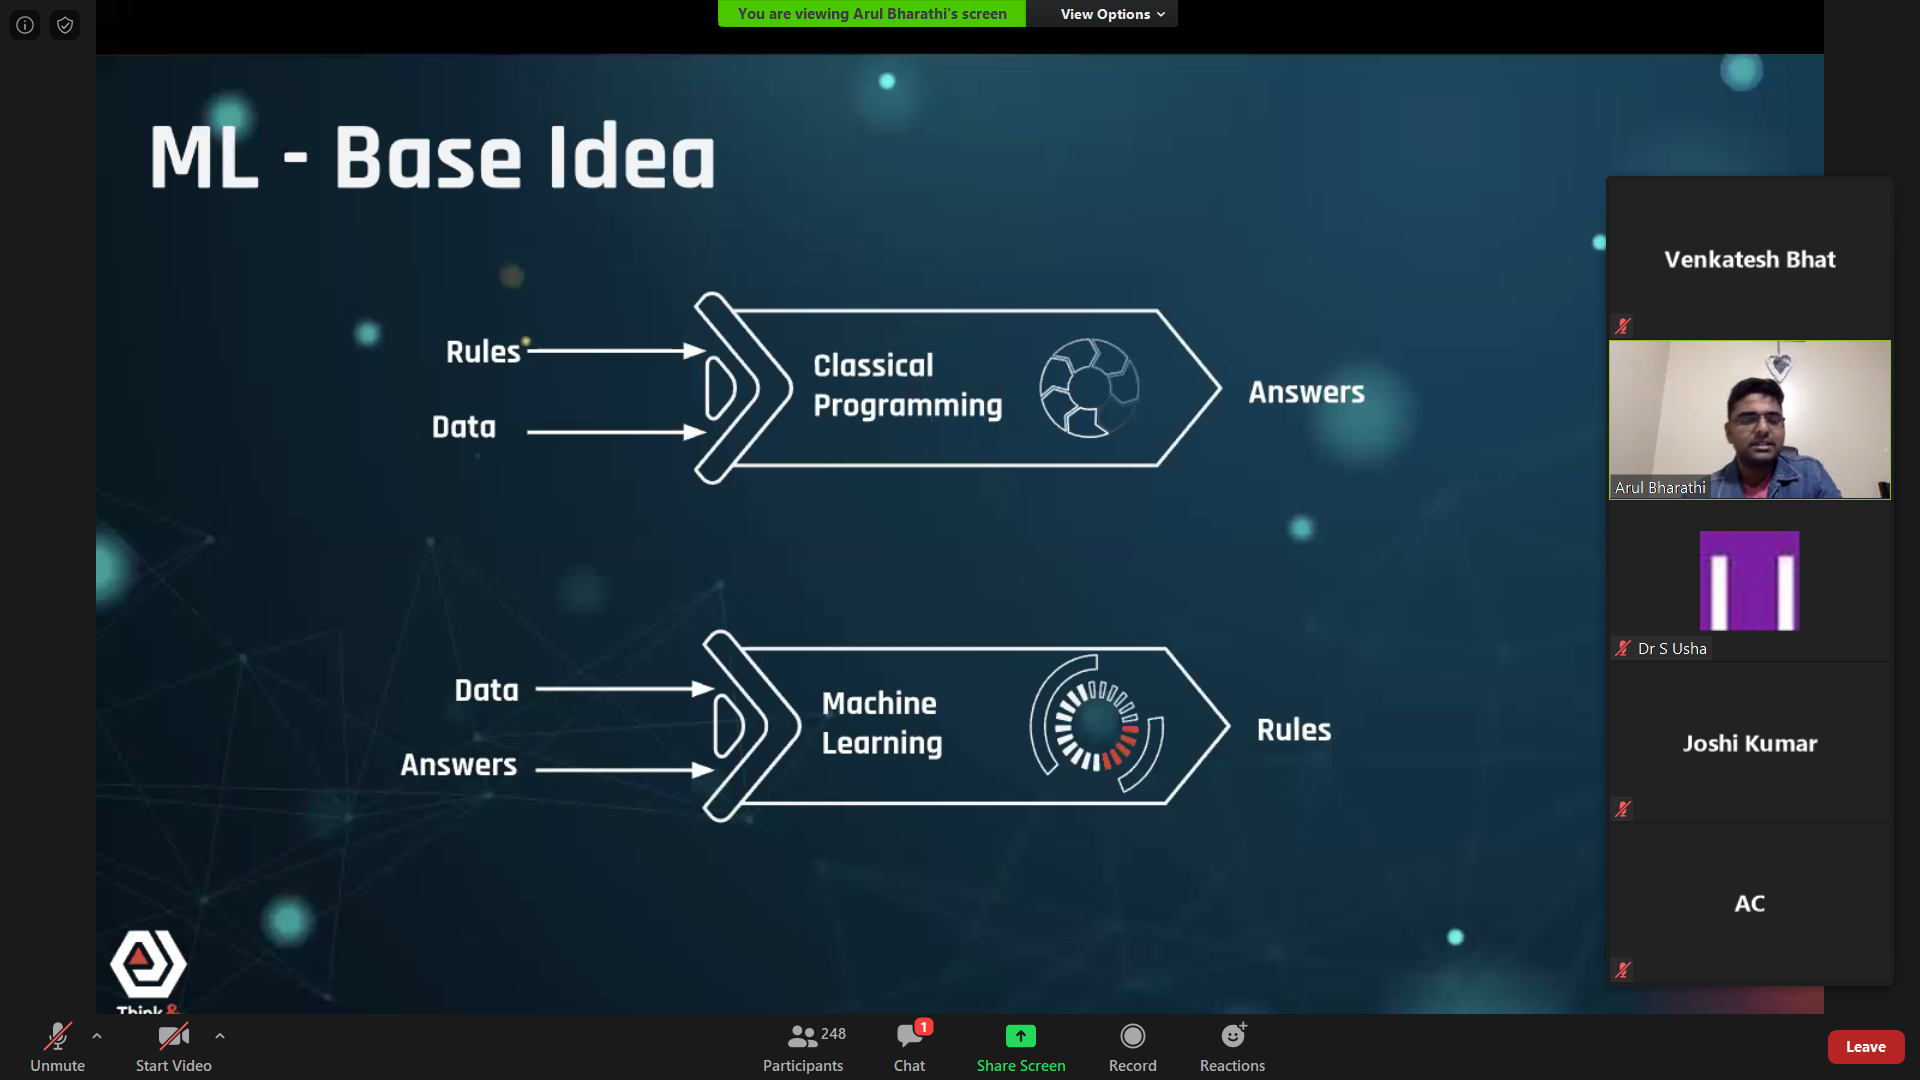 You are viewing Arul Bharathi's screen
View Options
ML - Base Idea
Rules
Data
Classical
Programming
Answers
Data
Answers
Machine
Learning
Rules
Think&
Venkatesh Bhat
Arul Bharathi
Dr S Usha
Joshi Kumar
AC
Unmute
Start Video
248
Participants
1
Chat
Share Screen
Record
Reactions
Leave